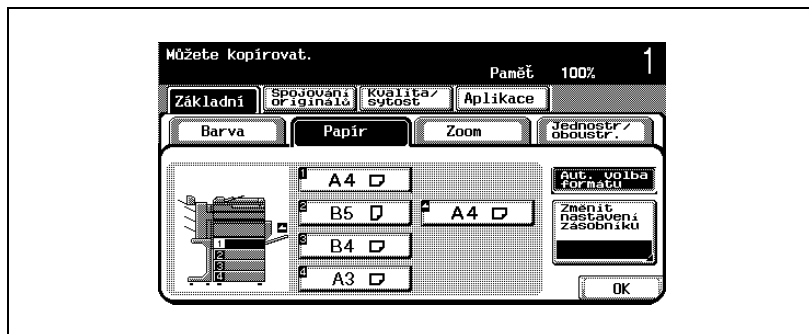 Můžete kopírovat.
Paměť 100% 1
Základní Spojování originálů Kvalita/sytost Aplikace
Barva Papír Zoom Jednostr/oboustr.
1 A4
Aut. volba formátu
2 B5 A4
Změnit nastavení zásobníku
3 B4
4 A3
1
2
3
4
OK